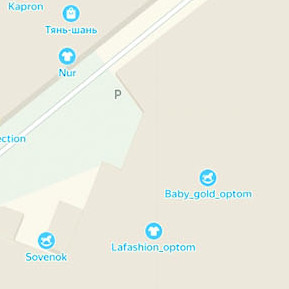 Kapron
Тянь-шань
Nur
P
ection
Baby_gold_optom
Lafashion_optom
Sovenok